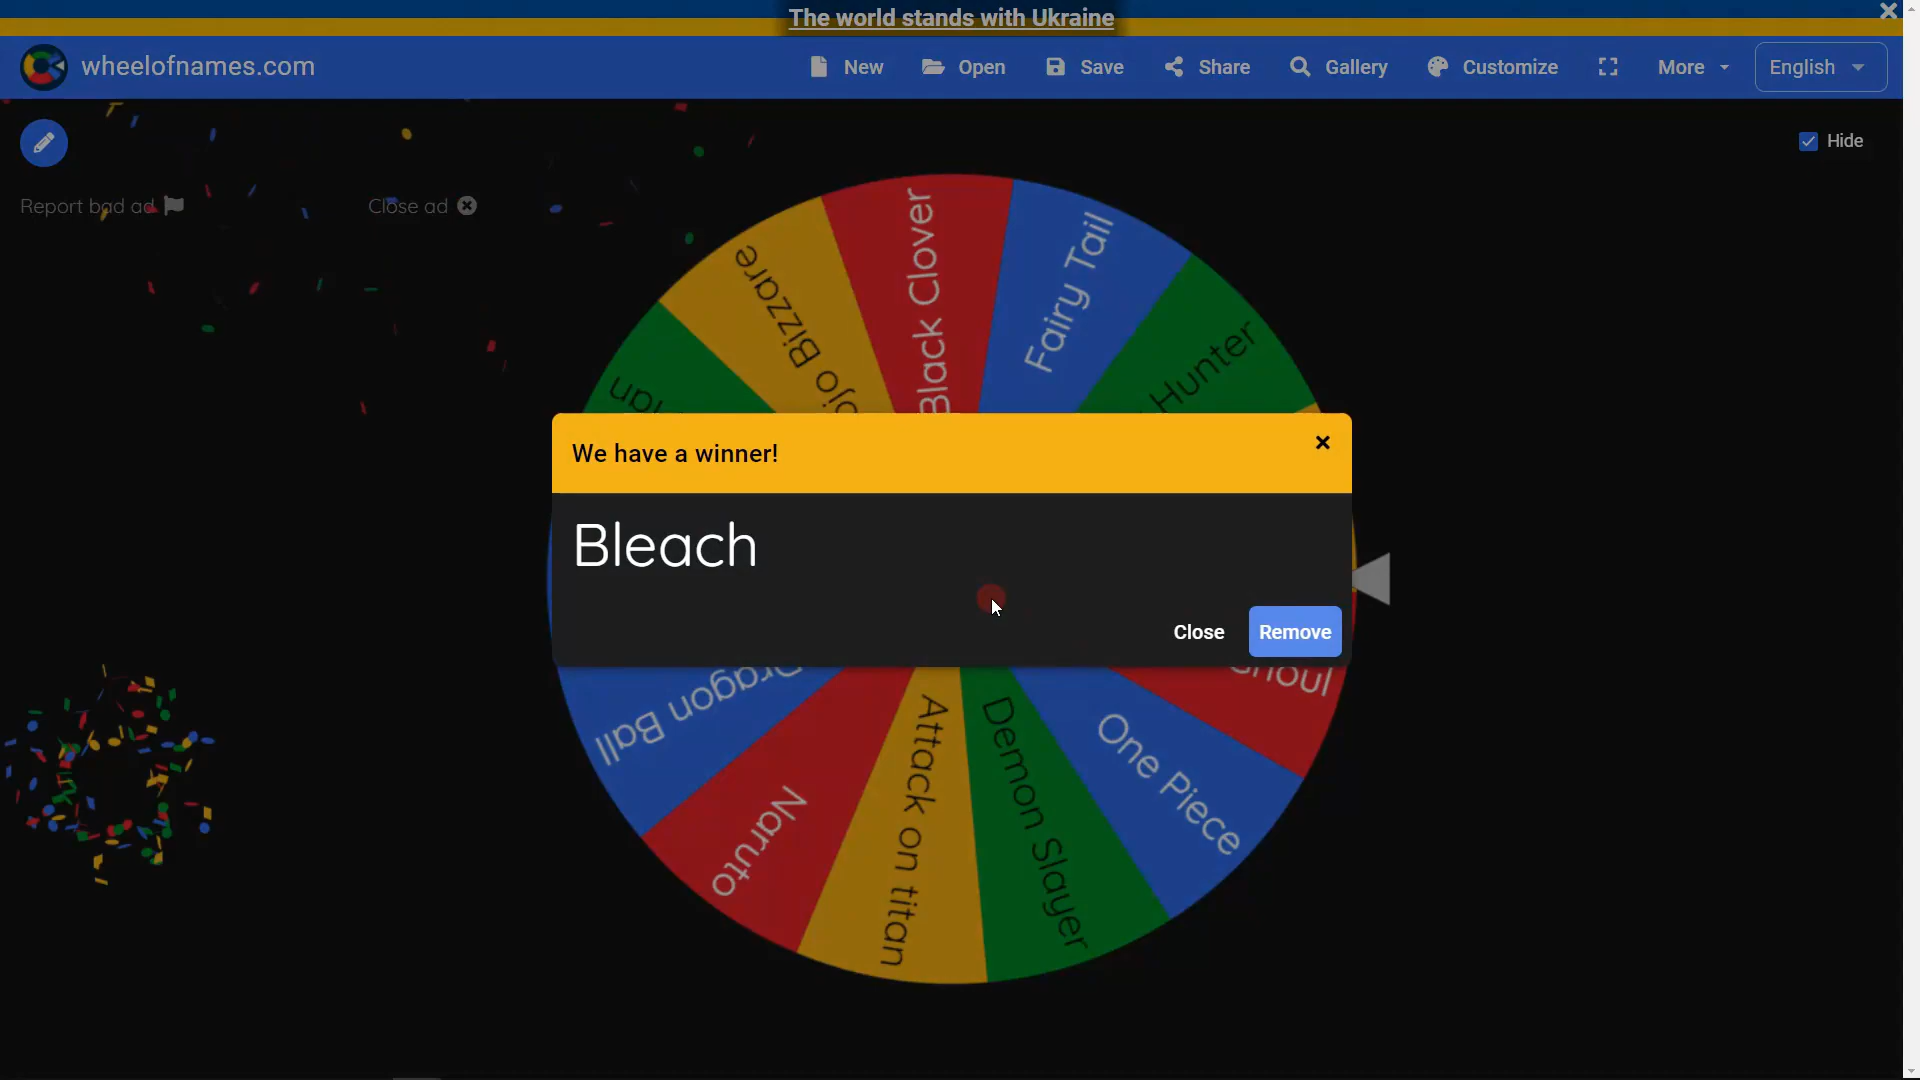 The world stands with Ukraine
wheelofnames.com
New
Open
Save
Share
Gallery
Customize
More
English
Hide
Report bad ad
Close ad
Bizzare
Black Clover
Fairy Tail
Hunter
We have a winner!
Bleach
Close
Remove
Dragon Ball
Naruto
Attack on titan
Demon Slayer
One Piece
Ghoul